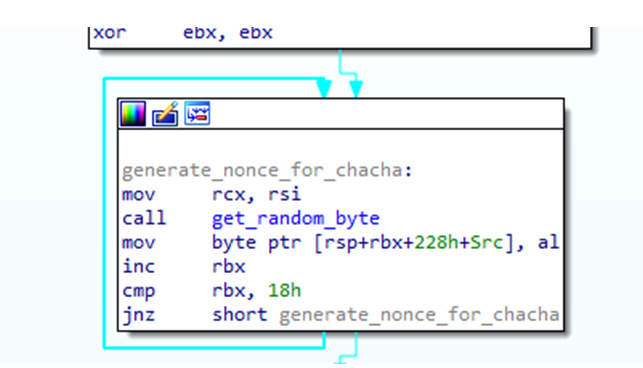 xor ebx, ebx
generate_nonce_for_chacha:
mov rcx, rsi
call get_random_byte
mov byte ptr [rsp+rbx+228h+Src], al
inc rbx
cmp rbx, 18h
jnz short generate_nonce_for_chacha